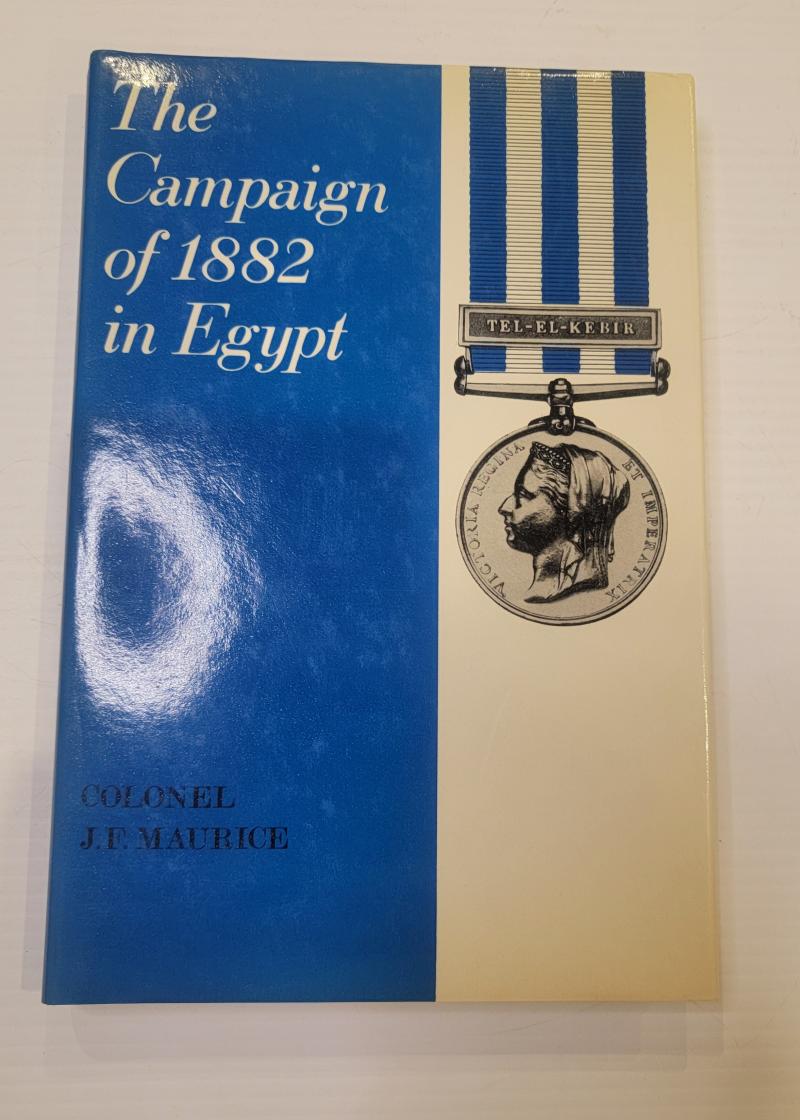 The
Campaign
of 1882
in Egypt
TEL-EL-KEBIR
VICTORIA REGINA ET IMPERATRIX
COLONEL
J.F. MAURICE